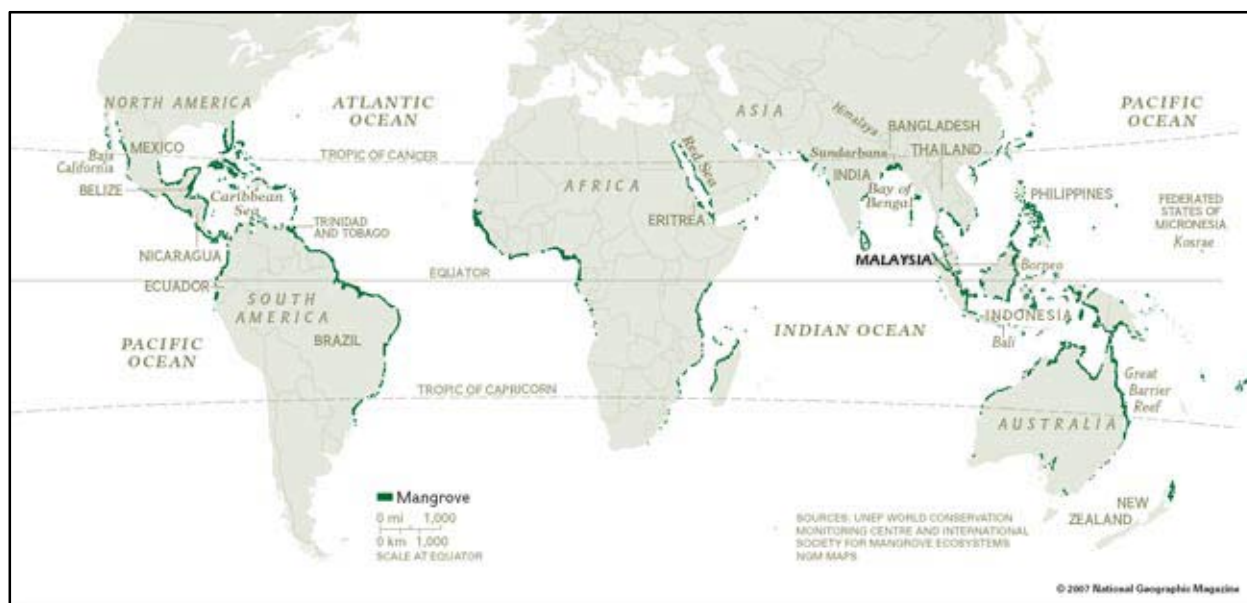 NORTH AMERICA
ATLANTIC
OCEAN
ASIA
Himalaya
BANGLADESH
PACIFIC
OCEAN
MEXICO
Baja
California
TROPIC OF CANCER
Red Sea
Sundarbans
THAILAND
INDIA
BELIZE
Caribbean
Sea
AFRICA
Bay of
Bengal
PHILIPPINES
FEDERATED
STATES OF
MICRONESIA
Kosrae
TRINIDAD
AND TOBAGO
ERITREA
NICARAGUA
MALAYSIA
Borneo
EQUATOR
ECUADOR
SOUTH
AMERICA
BRAZIL
PACIFIC
OCEAN
INDIAN OCEAN
INDONESIA
Bali
Great
Barrier
Reef
TROPIC OF CAPRICORN
AUSTRALIA
Mangrove
0 mi 1,000
0 km 1,000
SCALE AT EQUATOR
SOURCES: UNEP WORLD CONSERVATION
MONITORING CENTRE AND INTERNATIONAL
SOCIETY FOR MANGROVE ECOSYSTEMS
NGM MAPS
NEW
ZEALAND
© 2007 National Geographic Magazine